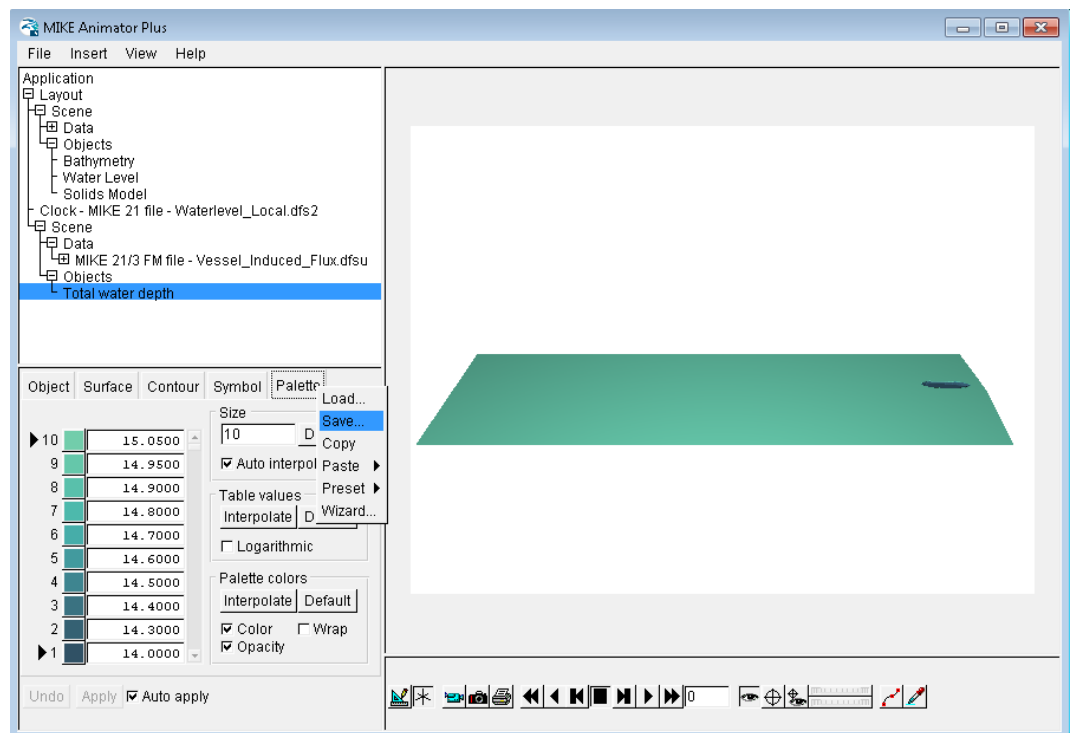 MIKE Animator Plus
File Insert View Help
Application
Layout
Scene
Data
Objects
Bathymetry
Water Level
Solids Model
Clock - MIKE 21 file - Waterlevel_Local.dfs2
Scene
Data
MIKE 21/3 FM file - Vessel_Induced_Flux.dfsu
Objects
Total water depth
Object Surface Contour Symbol Palette
Load...
Save...
Copy
Paste
Preset
Wizard...
Size
10 D
Auto interpol
Table values
Interpolate D
Logarithmic
Palette colors
Interpolate Default
Color Wrap
Opacity
10 15.0500
9 14.9500
8 14.9000
7 14.8000
6 14.7000
5 14.6000
4 14.5000
3 14.4000
2 14.3000
1 14.0000
Undo Apply Auto apply
0